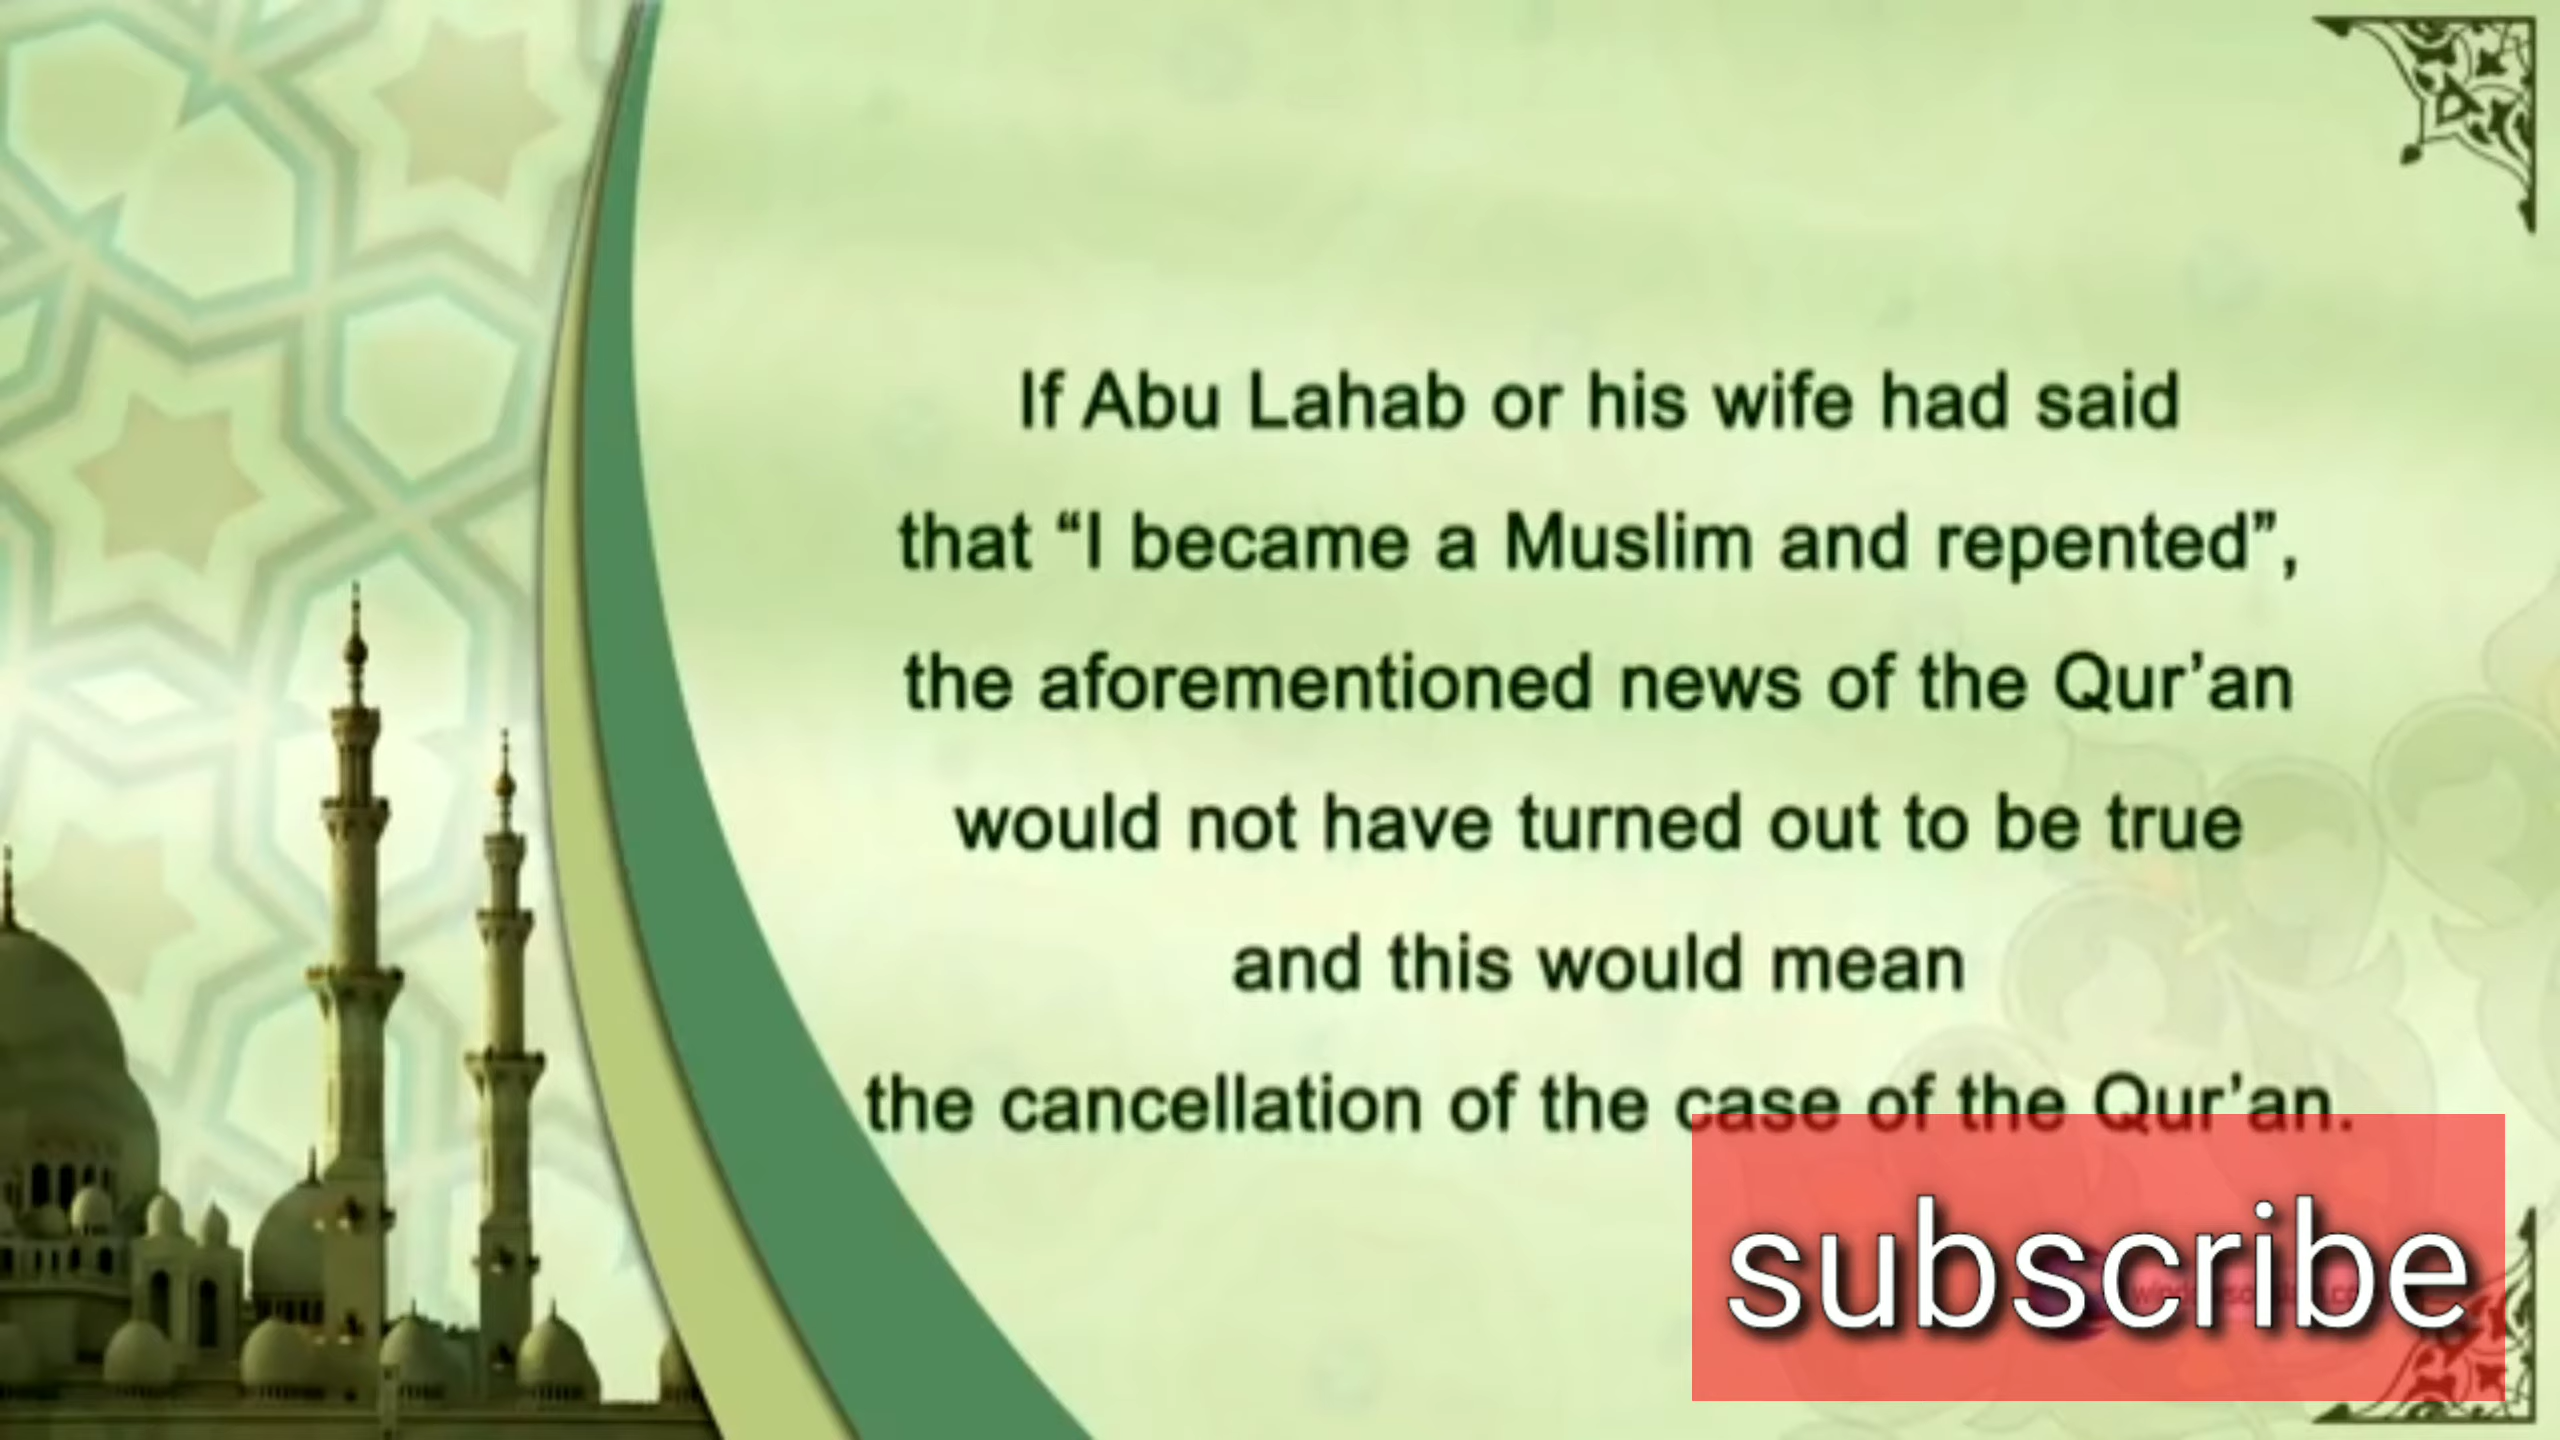 If Abu Lahab or his wife had said
that “I became a Muslim and repented”,
the aforementioned news of the Qur’an
would not have turned out to be true
and this would mean
the cancellation of the case of the Qur’an.
subscribe